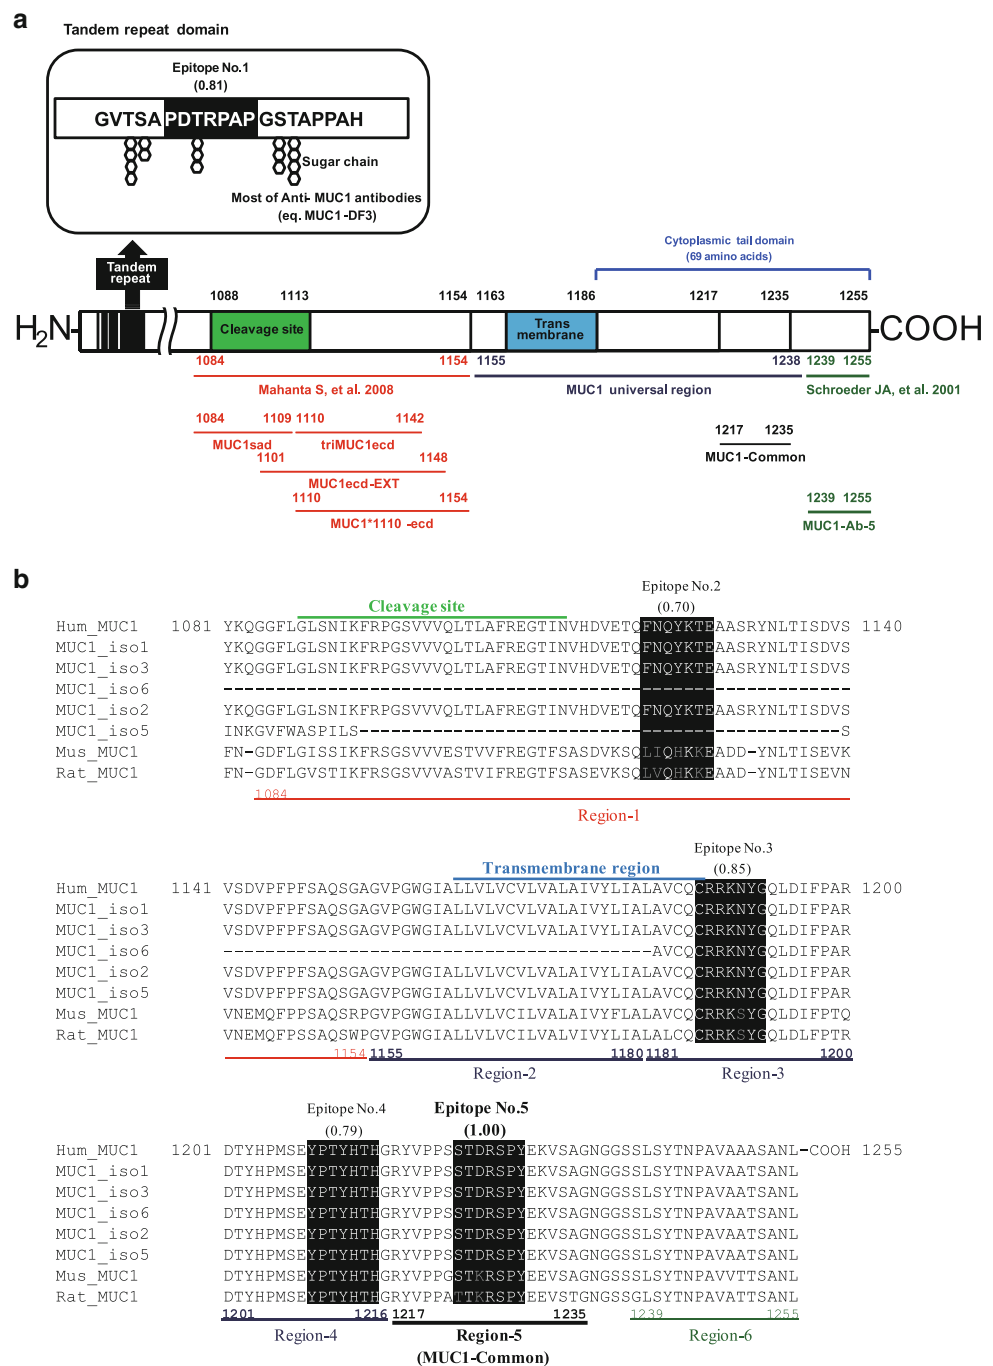 a
Tandem repeat domain
Epitope No.1
(0.81)
GVTSA PDTRPAP GSTAPPAH
Sugar chain
Most of Anti- MUC1 antibodies
(eq. MUC1-DF3)
Tandem
repeat
Cytoplasmic tail domain
(69 amino acids)
1088 1113 1154 1163 1186 1217 1235 1255
H2N- Cleavage site Trans -COOH
membrane
1084 1154 1155 1238 1239 1255
Mahanta S, et al. 2008 MUC1 universal region Schroeder JA, et al. 2001
1084 1109 1110 1142 1217 1235
MUC1sad triMUC1ecd MUC1-Common
1101 1148
MUC1ecd-EXT
1110 1154 1239 1255
MUC1*1110 -ecd MUC1-Ab-5
b
Epitope No.2
Cleavage site (0.70)
Hum_MUC1 1081 YKQGGFLGLSNIKFRPGSVVVQLTLAFREGTINVHDVETQFNQYKTEAASRYNLTISDVS 1140
MUC1_iso1 YKQGGFLGLSNIKFRPGSVVVQLTLAFREGTINVHDVETQFNQYKTEAASRYNLTISDVS
MUC1_iso3 YKQGGFLGLSNIKFRPGSVVVQLTLAFREGTINVHDVETQFNQYKTEAASRYNLTISDVS
MUC1_iso6 ------------------------------------------------------------
MUC1_iso2 YKQGGFLGLSNIKFRPGSVVVQLTLAFREGTINVHDVETQFNQYKTEAASRYNLTISDVS
MUC1_iso5 INKGVFWASPILS----------------------------------------------S
Mus_MUC1 FN-GDFLGISSIKFRSGSVVVESTVVFREGTFSASDVKSQLIQHKKEADD-YNLTISEVK
Rat_MUC1 FN-GDFLGVSTIKFRSGSVVVASTVIFREGTFSASEVKSQLVQHKKEAAD-YNLTISEVN
1084
Region-1
Epitope No.3
Transmembrane region (0.85)
Hum_MUC1 1141 VSDVPFPFSAQSGAGVPGWGIALLVLVCVLVALAIVYLIALAVCQCRRKNYGQLDIFPAR 1200
MUC1_iso1 VSDVPFPFSAQSGAGVPGWGIALLVLVCVLVALAIVYLIALAVCQCRRKNYGQLDIFPAR
MUC1_iso3 VSDVPFPFSAQSGAGVPGWGIALLVLVCVLVALAIVYLIALAVCQCRRKNYGQLDIFPAR
MUC1_iso6 -----------------------------------------AVCQCRRKNYGQLDIFPAR
MUC1_iso2 VSDVPFPFSAQSGAGVPGWGIALLVLVCVLVALAIVYLIALAVCQCRRKNYGQLDIFPAR
MUC1_iso5 VSDVPFPFSAQSGAGVPGWGIALLVLVCVLVALAIVYLIALAVCQCRRKNYGQLDIFPAR
Mus_MUC1 VNEMQFPPSAQSRPGVPGWGIALLVLVCILVALAIVYFLALAVCQCRRKSYGQLDIFPTQ
Rat_MUC1 VNEMQFPSSAQSWPGVPGWGIALLVLVCILVALAIVYLIALALCQCRRKSYGQLDLFPTR
1154 1155 1180 1181 1200
Region-2 Region-3
Epitope No.4 Epitope No.5
(0.79) (1.00)
Hum_MUC1 1201 DTYHPMSEYPTYHTHGRYVPPSSTDRSPYEKVSAGNGGSSLSYTNPAVAAASANL-COOH 1255
MUC1_iso1 DTYHPMSEYPTYHTHGRYVPPSSTDRSPYEKVSAGNGGSSLSYTNPAVAATSANL
MUC1_iso3 DTYHPMSEYPTYHTHGRYVPPSSTDRSPYEKVSAGNGGSSLSYTNPAVAATSANL
MUC1_iso6 DTYHPMSEYPTYHTHGRYVPPSSTDRSPYEKVSAGNGGSSLSYTNPAVAATSANL
MUC1_iso2 DTYHPMSEYPTYHTHGRYVPPSSTDRSPYEKVSAGNGGSSLSYTNPAVAATSANL
MUC1_iso5 DTYHPMSEYPTYHTHGRYVPPSSTDRSPYEKVSAGNGGSSLSYTNPAVAATSANL
Mus_MUC1 DTYHPMSEYPTYHTHGRYVPPGSTKRSPYEEVSAGNGSSSLSYTNPAVVTTSANL
Rat_MUC1 DTYHPMSEYPTYHTHGRYVPPATTKRSPYEEVSTGNGSSGLSYTNPAVVTTSANL
1201 1216 1217 1235 1239 1255
Region-4 Region-5 Region-6
(MUC1-Common)